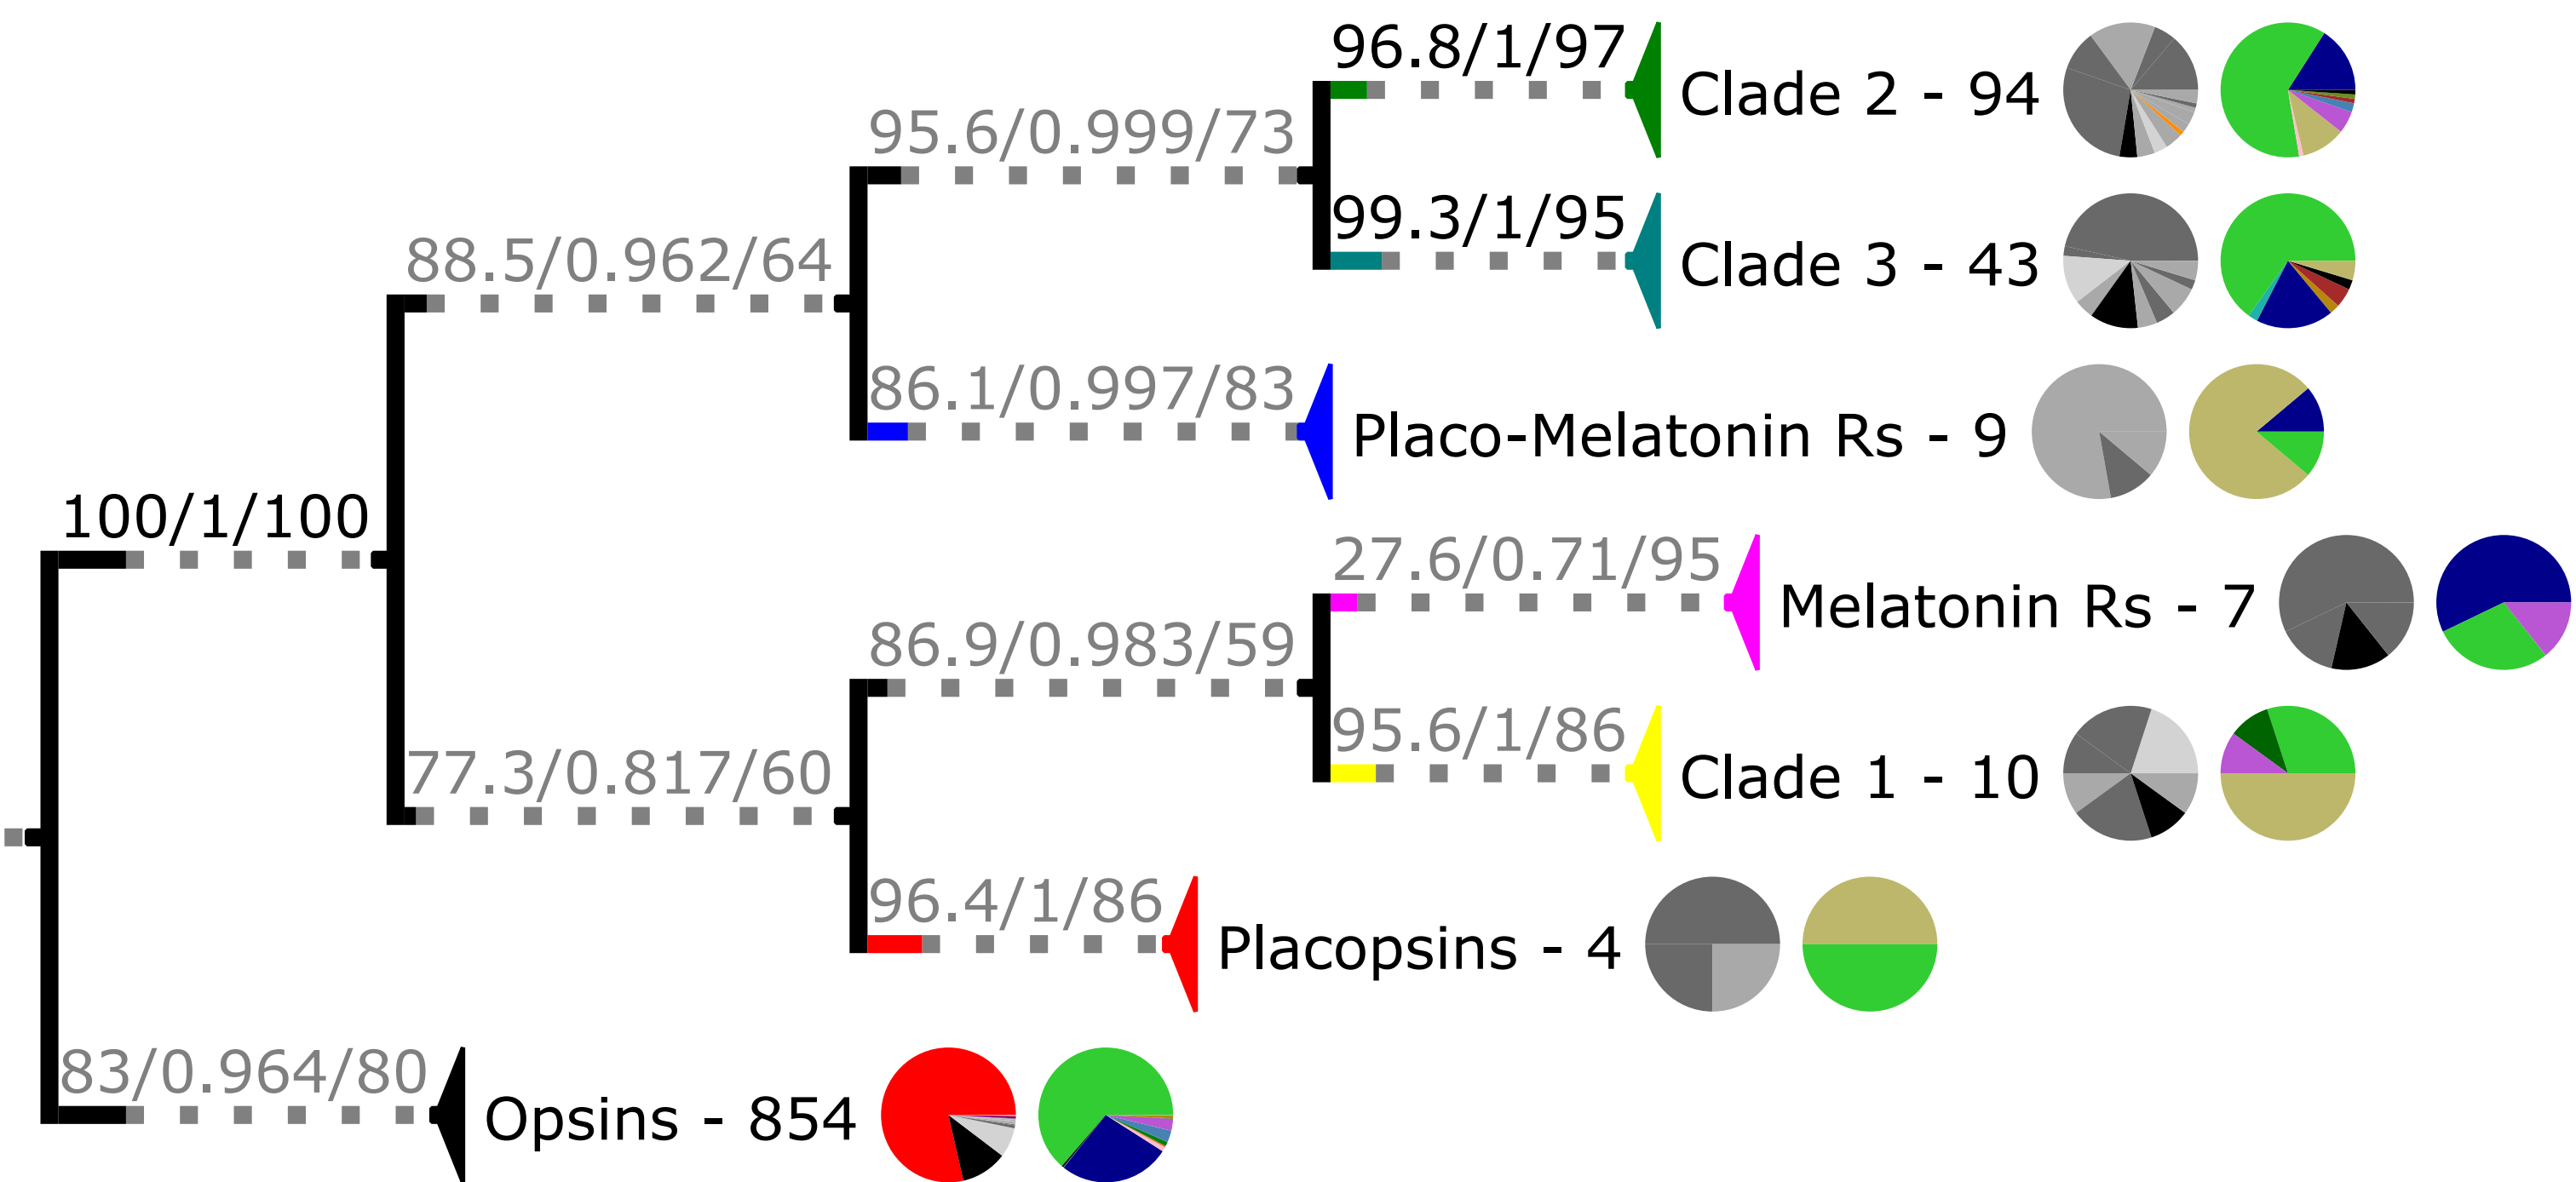 96.8/1/97
Clade 2 - 94
95.6/0.999/73
99.3/1/95
Clade 3 - 43
88.5/0.962/64
86.1/0.997/83
Placo-Melatonin Rs - 9
100/1/100
27.6/0.71/95
Melatonin Rs - 7
86.9/0.983/59
95.6/1/86
Clade 1 - 10
77.3/0.817/60
96.4/1/86
Placopsins - 4
83/0.964/80
Opsins - 854